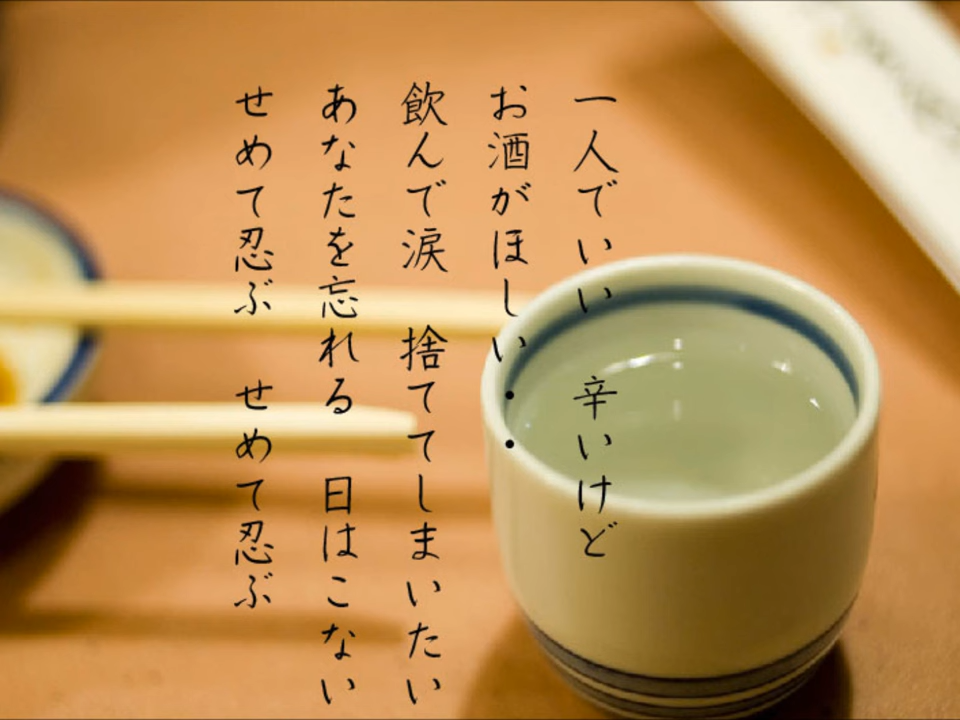 一人でいい　辛いけど
お酒がほしい・・
飲んで涙　捨ててしまいたい
あなたを忘れる　日はこない
せめて忍ぶ　せめて忍ぶ